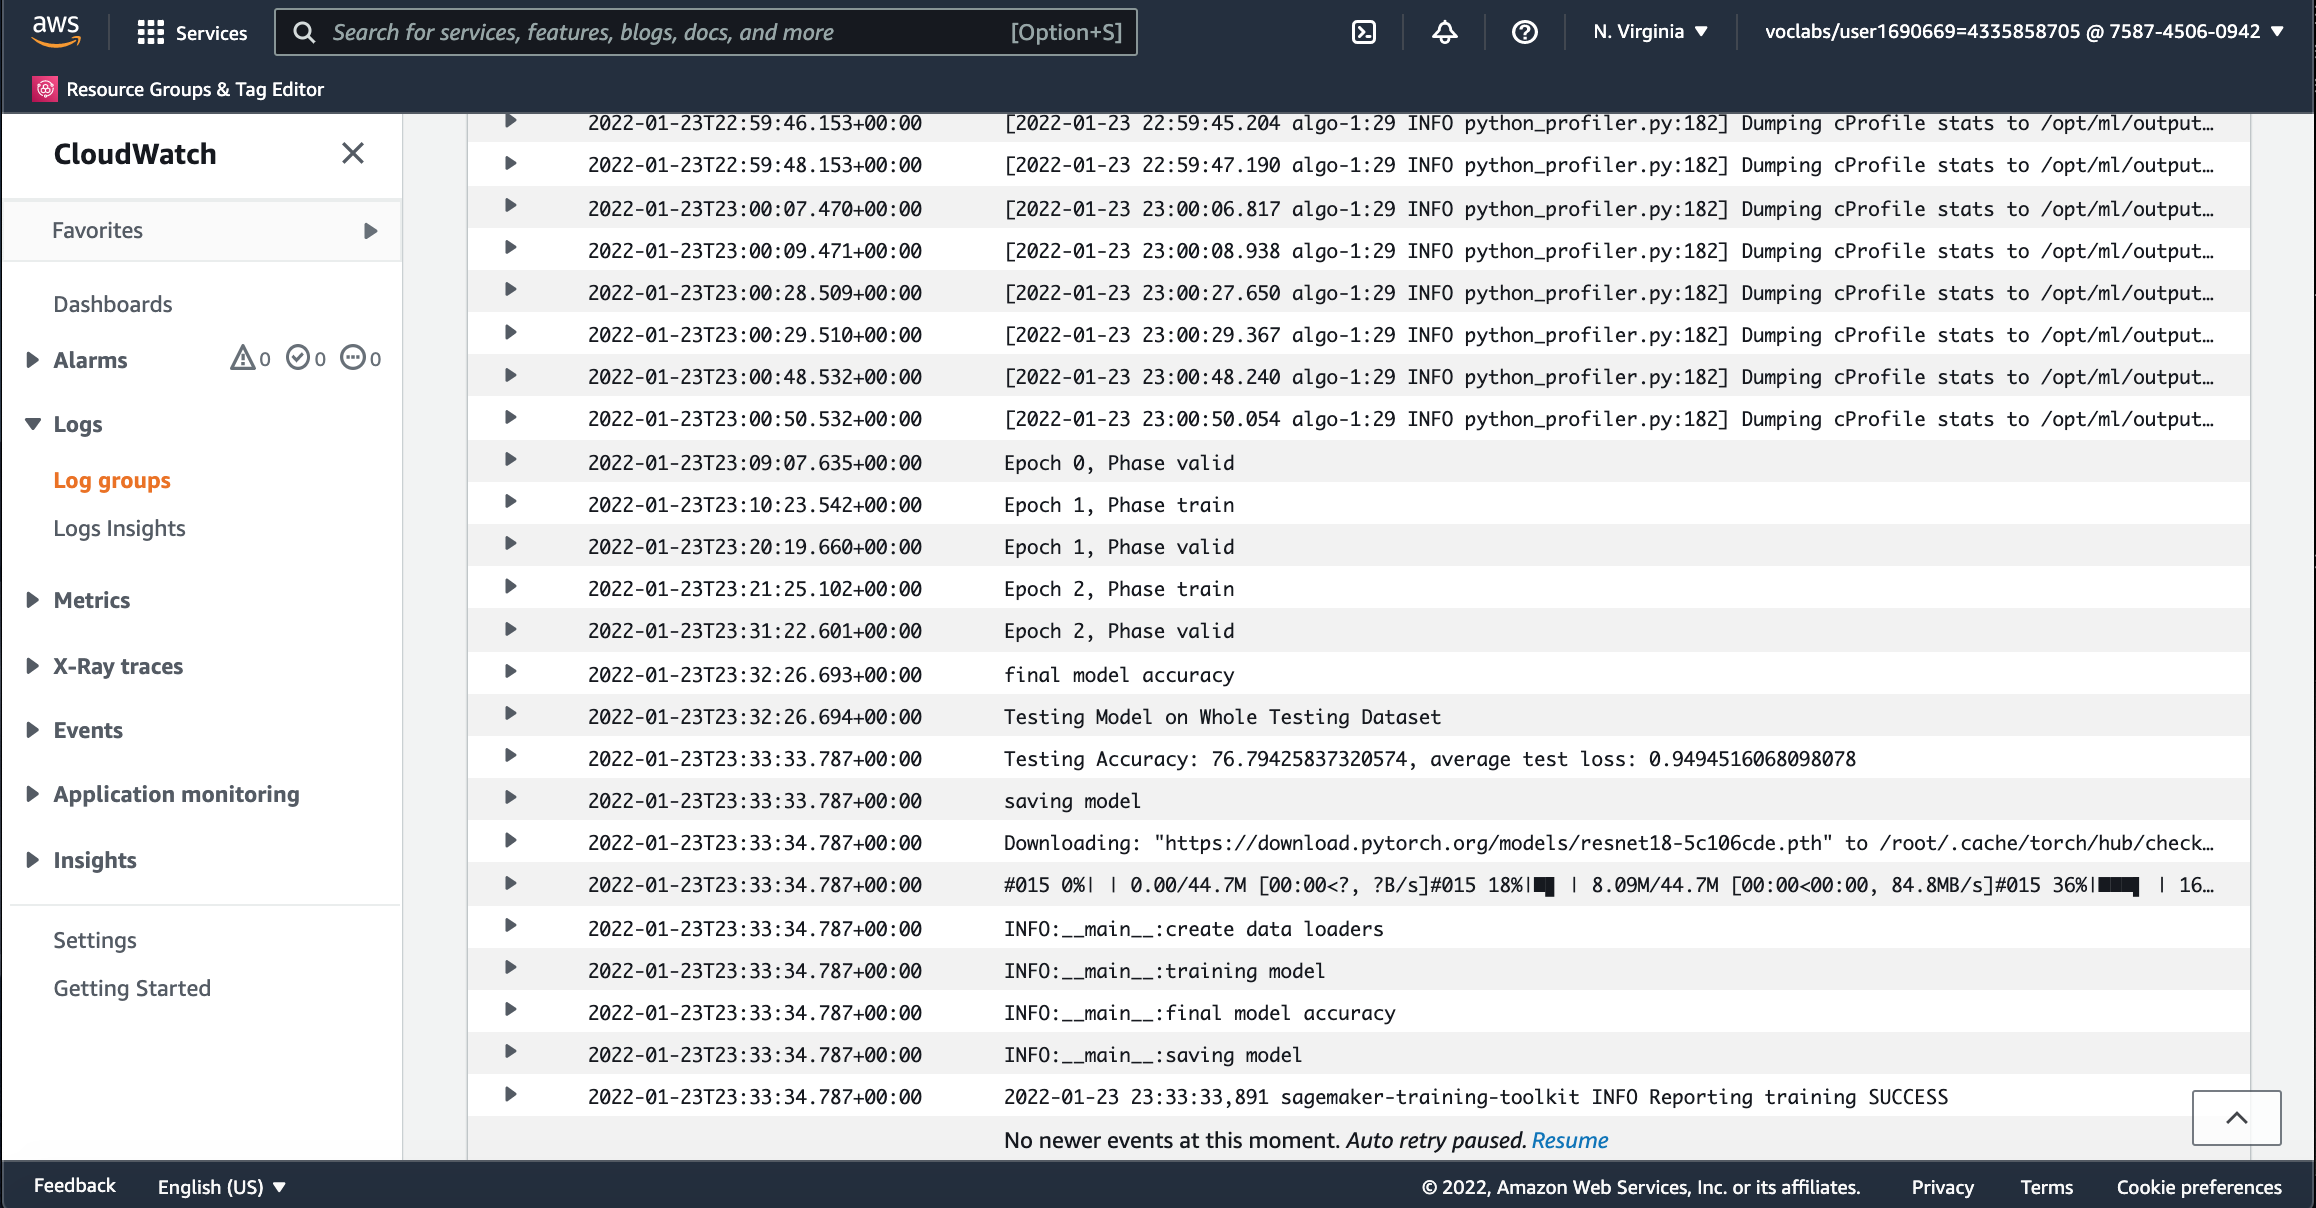 aws
Services
Search for services, features, blogs, docs, and more [Option+S]
N. Virginia
voclabs/user1690669=4335858705 @ 7587-4506-0942
Resource Groups & Tag Editor
CloudWatch
Favorites
Dashboards
Alarms 0 0 0
Logs
Log groups
Logs Insights
Metrics
X-Ray traces
Events
Application monitoring
Insights
Settings
Getting Started
2022-01-23T22:59:46.153+00:00 [2022-01-23 22:59:45.204 algo-1:29 INFO python_profiler.py:182] Dumping cProfile stats to /opt/ml/output…
2022-01-23T22:59:48.153+00:00 [2022-01-23 22:59:47.190 algo-1:29 INFO python_profiler.py:182] Dumping cProfile stats to /opt/ml/output…
2022-01-23T23:00:07.470+00:00 [2022-01-23 23:00:06.817 algo-1:29 INFO python_profiler.py:182] Dumping cProfile stats to /opt/ml/output…
2022-01-23T23:00:09.471+00:00 [2022-01-23 23:00:08.938 algo-1:29 INFO python_profiler.py:182] Dumping cProfile stats to /opt/ml/output…
2022-01-23T23:00:28.509+00:00 [2022-01-23 23:00:27.650 algo-1:29 INFO python_profiler.py:182] Dumping cProfile stats to /opt/ml/output…
2022-01-23T23:00:29.510+00:00 [2022-01-23 23:00:29.367 algo-1:29 INFO python_profiler.py:182] Dumping cProfile stats to /opt/ml/output…
2022-01-23T23:00:48.532+00:00 [2022-01-23 23:00:48.240 algo-1:29 INFO python_profiler.py:182] Dumping cProfile stats to /opt/ml/output…
2022-01-23T23:00:50.532+00:00 [2022-01-23 23:00:50.054 algo-1:29 INFO python_profiler.py:182] Dumping cProfile stats to /opt/ml/output…
2022-01-23T23:09:07.635+00:00 Epoch 0, Phase valid
2022-01-23T23:10:23.542+00:00 Epoch 1, Phase train
2022-01-23T23:20:19.660+00:00 Epoch 1, Phase valid
2022-01-23T23:21:25.102+00:00 Epoch 2, Phase train
2022-01-23T23:31:22.601+00:00 Epoch 2, Phase valid
2022-01-23T23:32:26.693+00:00 final model accuracy
2022-01-23T23:32:26.694+00:00 Testing Model on Whole Testing Dataset
2022-01-23T23:33:33.787+00:00 Testing Accuracy: 76.79425837320574, average test loss: 0.9494516068098078
2022-01-23T23:33:33.787+00:00 saving model
2022-01-23T23:33:34.787+00:00 Downloading: "https://download.pytorch.org/models/resnet18-5c106cde.pth" to /root/.cache/torch/hub/check…
2022-01-23T23:33:34.787+00:00 #015 0%| | 0.00/44.7M [00:00<?, ?B/s]#015 18%|█▊ | 8.09M/44.7M [00:00<00:00, 84.8MB/s]#015 36%|███▌ | 16…
2022-01-23T23:33:34.787+00:00 INFO:__main__:create data loaders
2022-01-23T23:33:34.787+00:00 INFO:__main__:training model
2022-01-23T23:33:34.787+00:00 INFO:__main__:final model accuracy
2022-01-23T23:33:34.787+00:00 INFO:__main__:saving model
2022-01-23T23:33:34.787+00:00 2022-01-23 23:33:33,891 sagemaker-training-toolkit INFO Reporting training SUCCESS
No newer events at this moment. Auto retry paused. Resume
Feedback
English (US)
© 2022, Amazon Web Services, Inc. or its affiliates.
Privacy
Terms
Cookie preferences